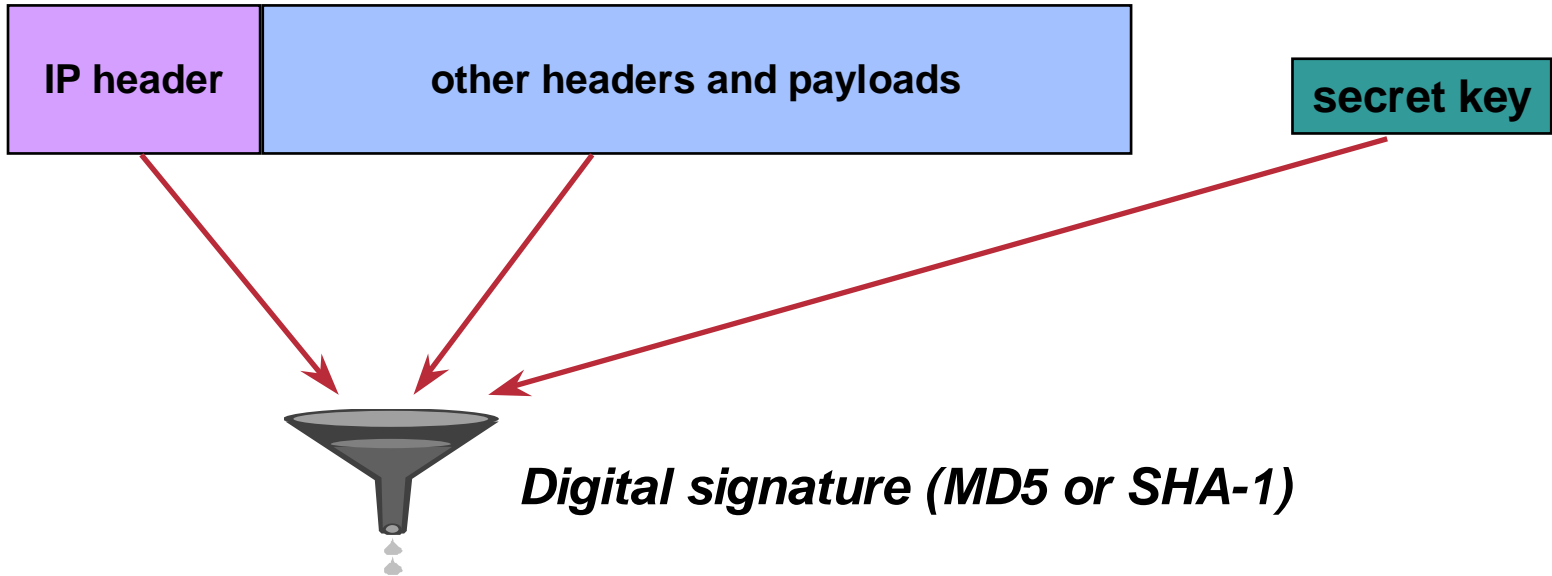 IP header
other headers and payloads
secret key
Digital signature (MD5 or SHA-1)